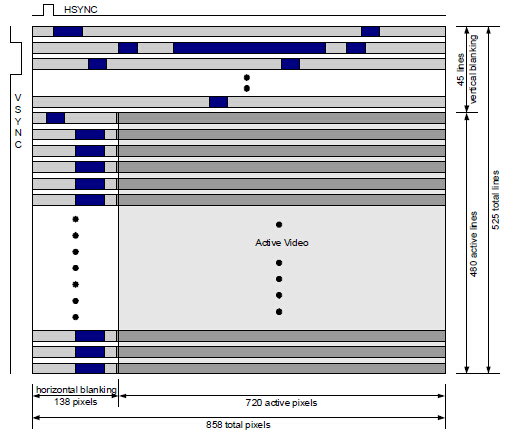 HSYNC
VSYNC
45 lines
vertical blanking
Active Video
480 active lines
525 total lines
horizontal blanking
138 pixels
720 active pixels
858 total pixels